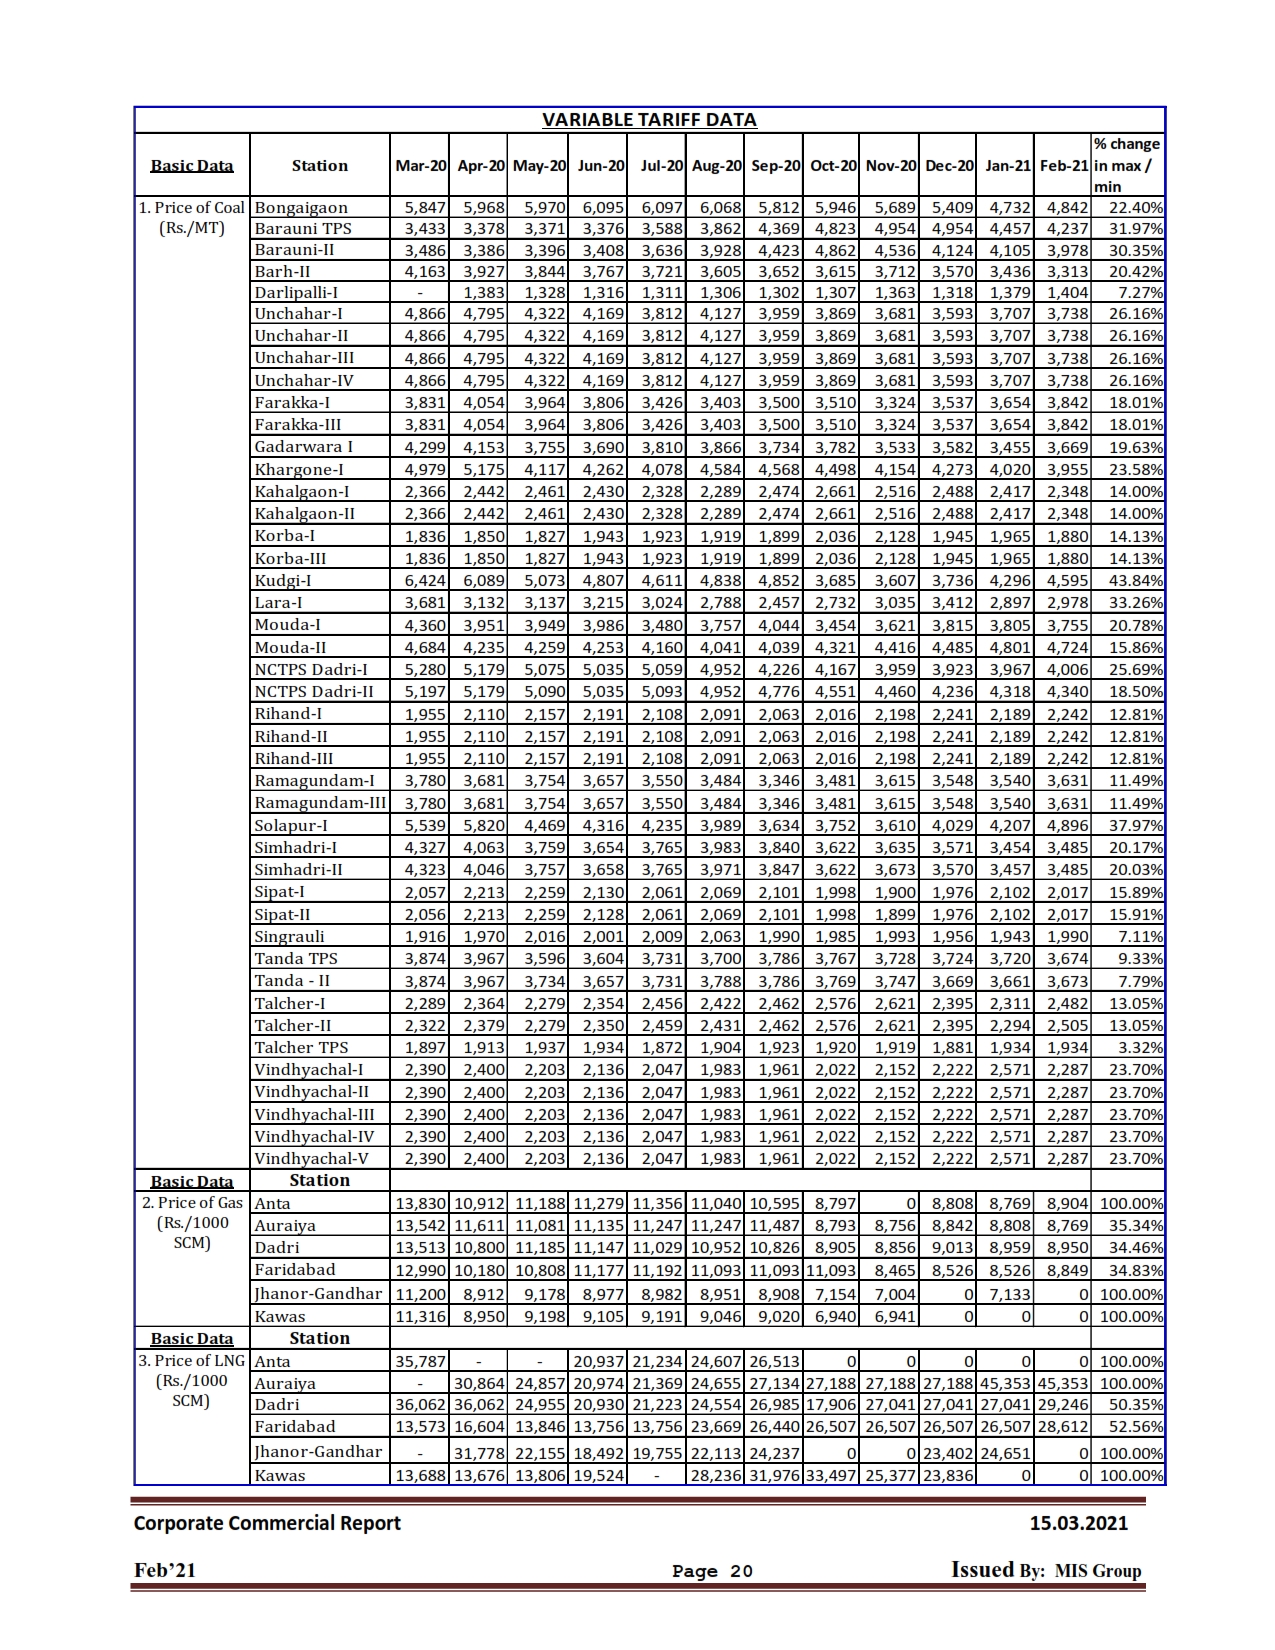 VARIABLE TARIFF DATA
Basic Data Station Mar-20 Apr-20 May-20 Jun-20 Jul-20 Aug-20 Sep-20 Oct-20 Nov-20 Dec-20 Jan-21 Feb-21 % change in max / min
1. Price of Coal Bongaigaon 5,847 5,968 5,970 6,095 6,097 6,068 5,812 5,946 5,689 5,409 4,732 4,842 22.40%
(Rs./MT) Barauni TPS 3,433 3,378 3,371 3,376 3,588 3,862 4,369 4,823 4,954 4,954 4,457 4,237 31.97%
Barauni-II 3,486 3,386 3,396 3,408 3,636 3,928 4,423 4,862 4,536 4,124 4,105 3,978 30.35%
Barh-II 4,163 3,927 3,844 3,767 3,721 3,605 3,652 3,615 3,712 3,570 3,436 3,313 20.42%
Darlipalli-I - 1,383 1,328 1,316 1,311 1,306 1,302 1,307 1,363 1,318 1,379 1,404 7.27%
Unchahar-I 4,866 4,795 4,322 4,169 3,812 4,127 3,959 3,869 3,681 3,593 3,707 3,738 26.16%
Unchahar-II 4,866 4,795 4,322 4,169 3,812 4,127 3,959 3,869 3,681 3,593 3,707 3,738 26.16%
Unchahar-III 4,866 4,795 4,322 4,169 3,812 4,127 3,959 3,869 3,681 3,593 3,707 3,738 26.16%
Unchahar-IV 4,866 4,795 4,322 4,169 3,812 4,127 3,959 3,869 3,681 3,593 3,707 3,738 26.16%
Farakka-I 3,831 4,054 3,964 3,806 3,426 3,403 3,500 3,510 3,324 3,537 3,654 3,842 18.01%
Farakka-III 3,831 4,054 3,964 3,806 3,426 3,403 3,500 3,510 3,324 3,537 3,654 3,842 18.01%
Gadarwara I 4,299 4,153 3,755 3,690 3,810 3,866 3,734 3,782 3,533 3,582 3,455 3,669 19.63%
Khargone-I 4,979 5,175 4,117 4,262 4,078 4,584 4,568 4,498 4,154 4,273 4,020 3,955 23.58%
Kahalgaon-I 2,366 2,442 2,461 2,430 2,328 2,289 2,474 2,661 2,516 2,488 2,417 2,348 14.00%
Kahalgaon-II 2,366 2,442 2,461 2,430 2,328 2,289 2,474 2,661 2,516 2,488 2,417 2,348 14.00%
Korba-I 1,836 1,850 1,827 1,943 1,923 1,919 1,899 2,036 2,128 1,945 1,965 1,880 14.13%
Korba-III 1,836 1,850 1,827 1,943 1,923 1,919 1,899 2,036 2,128 1,945 1,965 1,880 14.13%
Kudgi-I 6,424 6,089 5,073 4,807 4,611 4,838 4,852 3,685 3,607 3,736 4,296 4,595 43.84%
Lara-I 3,681 3,132 3,137 3,215 3,024 2,788 2,457 2,732 3,035 3,412 2,897 2,978 33.26%
Mouda-I 4,360 3,951 3,949 3,986 3,480 3,757 4,044 3,454 3,621 3,815 3,805 3,755 20.78%
Mouda-II 4,684 4,235 4,259 4,253 4,160 4,041 4,039 4,321 4,416 4,485 4,801 4,724 15.86%
NCTPS Dadri-I 5,280 5,179 5,075 5,035 5,059 4,952 4,226 4,167 3,959 3,923 3,967 4,006 25.69%
NCTPS Dadri-II 5,197 5,179 5,090 5,035 5,093 4,952 4,776 4,551 4,460 4,236 4,318 4,340 18.50%
Rihand-I 1,955 2,110 2,157 2,191 2,108 2,091 2,063 2,016 2,198 2,241 2,189 2,242 12.81%
Rihand-II 1,955 2,110 2,157 2,191 2,108 2,091 2,063 2,016 2,198 2,241 2,189 2,242 12.81%
Rihand-III 1,955 2,110 2,157 2,191 2,108 2,091 2,063 2,016 2,198 2,241 2,189 2,242 12.81%
Ramagundam-I 3,780 3,681 3,754 3,657 3,550 3,484 3,346 3,481 3,615 3,548 3,540 3,631 11.49%
Ramagundam-III 3,780 3,681 3,754 3,657 3,550 3,484 3,346 3,481 3,615 3,548 3,540 3,631 11.49%
Solapur-I 5,539 5,820 4,469 4,316 4,235 3,989 3,634 3,752 3,610 4,029 4,207 4,896 37.97%
Simhadri-I 4,327 4,063 3,759 3,654 3,765 3,983 3,840 3,622 3,635 3,571 3,454 3,485 20.17%
Simhadri-II 4,323 4,046 3,757 3,658 3,765 3,971 3,847 3,622 3,673 3,570 3,457 3,485 20.03%
Sipat-I 2,057 2,213 2,259 2,130 2,061 2,069 2,101 1,998 1,900 1,976 2,102 2,017 15.89%
Sipat-II 2,056 2,213 2,259 2,128 2,061 2,069 2,101 1,998 1,899 1,976 2,102 2,017 15.91%
Singrauli 1,916 1,970 2,016 2,001 2,009 2,063 1,990 1,985 1,993 1,956 1,943 1,990 7.11%
Tanda TPS 3,874 3,967 3,596 3,604 3,731 3,700 3,786 3,767 3,728 3,724 3,720 3,674 9.33%
Tanda - II 3,874 3,967 3,734 3,657 3,731 3,788 3,786 3,769 3,747 3,669 3,661 3,673 7.79%
Talcher-I 2,289 2,364 2,279 2,354 2,456 2,422 2,462 2,576 2,621 2,395 2,311 2,482 13.05%
Talcher-II 2,322 2,379 2,279 2,350 2,459 2,431 2,462 2,576 2,621 2,395 2,294 2,505 13.05%
Talcher TPS 1,897 1,913 1,937 1,934 1,872 1,904 1,923 1,920 1,919 1,881 1,934 1,934 3.32%
Vindhyachal-I 2,390 2,400 2,203 2,136 2,047 1,983 1,961 2,022 2,152 2,222 2,571 2,287 23.70%
Vindhyachal-II 2,390 2,400 2,203 2,136 2,047 1,983 1,961 2,022 2,152 2,222 2,571 2,287 23.70%
Vindhyachal-III 2,390 2,400 2,203 2,136 2,047 1,983 1,961 2,022 2,152 2,222 2,571 2,287 23.70%
Vindhyachal-IV 2,390 2,400 2,203 2,136 2,047 1,983 1,961 2,022 2,152 2,222 2,571 2,287 23.70%
Vindhyachal-V 2,390 2,400 2,203 2,136 2,047 1,983 1,961 2,022 2,152 2,222 2,571 2,287 23.70%
Basic Data Station
2. Price of Gas Anta 13,830 10,912 11,188 11,279 11,356 11,040 10,595 8,797 0 8,808 8,769 8,904 100.00%
(Rs./1000 Auraiya 13,542 11,611 11,081 11,135 11,247 11,247 11,487 8,793 8,756 8,842 8,808 8,769 35.34%
SCM) Dadri 13,513 10,800 11,185 11,147 11,029 10,952 10,826 8,905 8,856 9,013 8,959 8,950 34.46%
Faridabad 12,990 10,180 10,808 11,177 11,192 11,093 11,093 11,093 8,465 8,526 8,526 8,849 34.83%
Jhanor-Gandhar 11,200 8,912 9,178 8,977 8,982 8,951 8,908 7,154 7,004 0 7,133 0 100.00%
Kawas 11,316 8,950 9,198 9,105 9,191 9,046 9,020 6,940 6,941 0 0 0 100.00%
Basic Data Station
3. Price of LNG Anta 35,787 - - 20,937 21,234 24,607 26,513 0 0 0 0 0 100.00%
(Rs./1000 Auraiya - 30,864 24,857 20,974 21,369 24,655 27,134 27,188 27,188 27,188 45,353 45,353 100.00%
SCM) Dadri 36,062 36,062 24,955 20,930 21,223 24,554 26,985 17,906 27,041 27,041 27,041 29,246 50.35%
Faridabad 13,573 16,604 13,846 13,756 13,756 23,669 26,440 26,507 26,507 26,507 26,507 28,612 52.56%
Jhanor-Gandhar - 31,778 22,155 18,492 19,755 22,113 24,237 0 0 23,402 24,651 0 100.00%
Kawas 13,688 13,676 13,806 19,524 - 28,236 31,976 33,497 25,377 23,836 0 0 100.00%
Corporate Commercial Report 15.03.2021
Feb’21 Page 20 Issued By: MIS Group